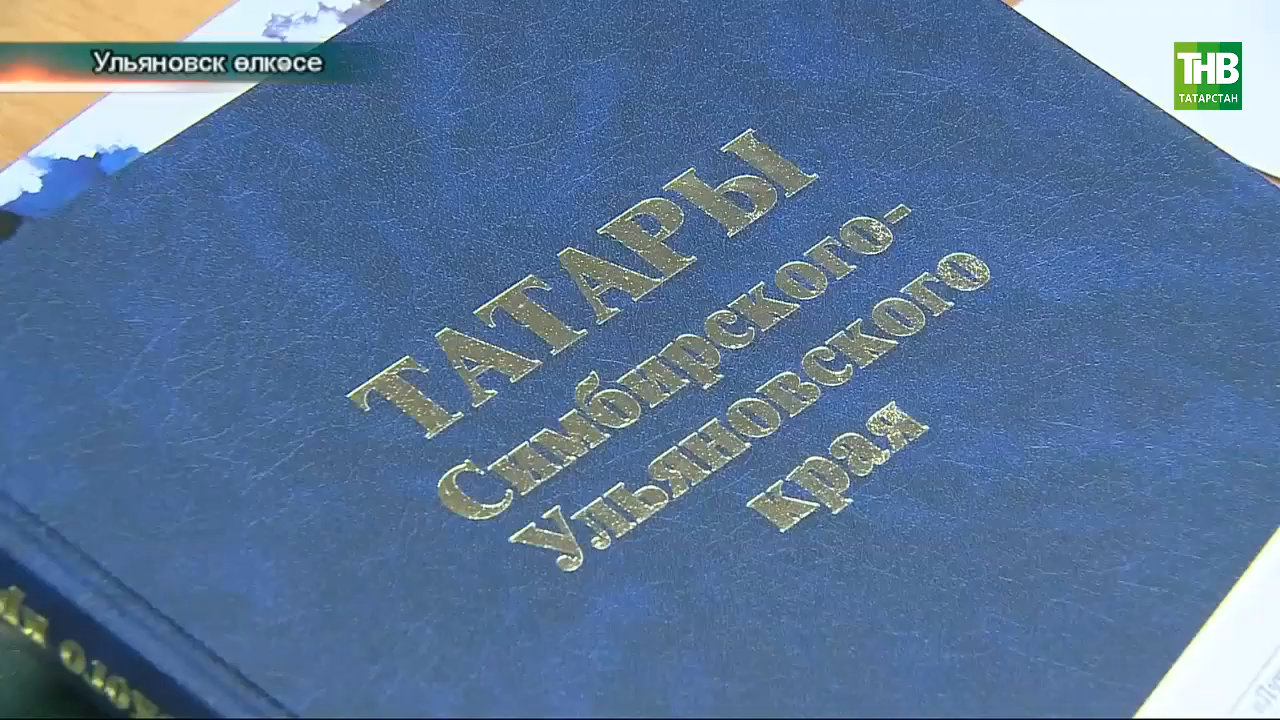 Ульяновск өлкәсе
ТНВ
ТАТАРСТАН
ТАТАРЫ
Симбирского-
Ульяновского
края